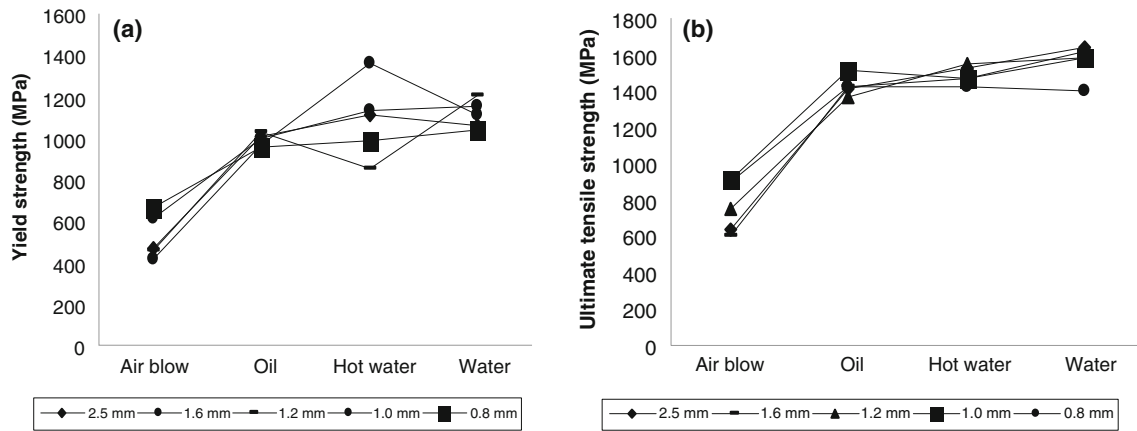 (a)
Yield strength (MPa)
1600
1400
1200
1000
800
600
400
200
0
Air blow Oil Hot water Water
2.5 mm 1.6 mm 1.2 mm 1.0 mm 0.8 mm
(b)
Ultimate tensile strength (MPa)
1800
1600
1400
1200
1000
800
600
400
200
0
Air blow Oil Hot water Water
2.5 mm 1.6 mm 1.2 mm 1.0 mm 0.8 mm